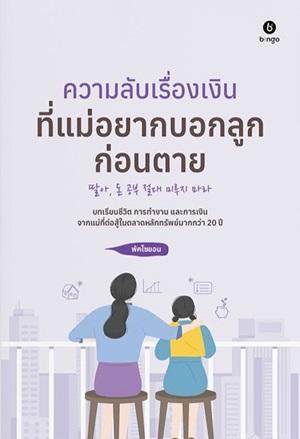 bingo
ความลับเรื่องเงิน
ที่แม่อยากบอกลูก
ก่อนตาย
딸아, 돈 공부 절대 미루지 마라
บทเรียนชีวิต การทำงาน และการเงิน
จากแม่ที่ต่อสู้ในตลาดหลักทรัพย์มากกว่า 20 ปี
พัคโซยอน